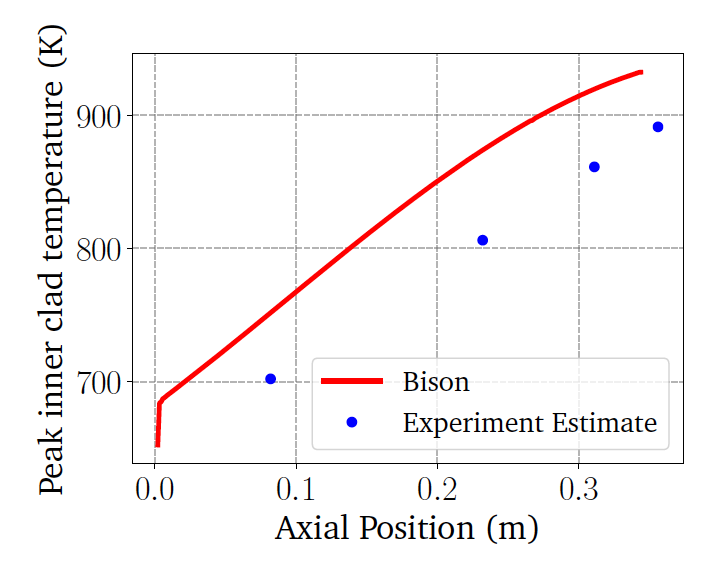 Peak inner clad temperature (K)
900
800
700
Bison
Experiment Estimate
0.0 0.1 0.2 0.3
Axial Position (m)